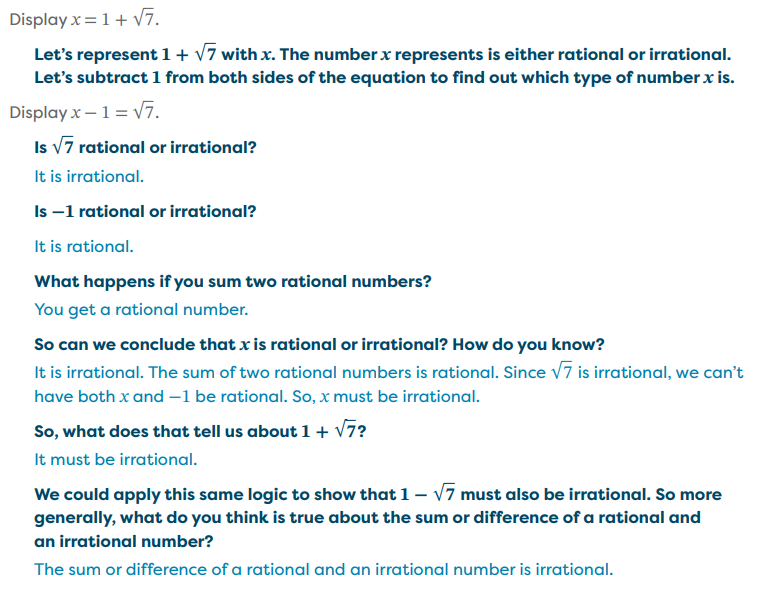 Display x = 1 + √7.
Let’s represent 1 + √7 with x. The number x represents is either rational or irrational.
Let’s subtract 1 from both sides of the equation to find out which type of number x is.
Display x − 1 = √7.
Is √7 rational or irrational?
It is irrational.
Is −1 rational or irrational?
It is rational.
What happens if you sum two rational numbers?
You get a rational number.
So can we conclude that x is rational or irrational? How do you know?
It is irrational. The sum of two rational numbers is rational. Since √7 is irrational, we can’t
have both x and −1 be rational. So, x must be irrational.
So, what does that tell us about 1 + √7?
It must be irrational.
We could apply this same logic to show that 1 − √7 must also be irrational. So more
generally, what do you think is true about the sum or difference of a rational and
an irrational number?
The sum or difference of a rational and an irrational number is irrational.